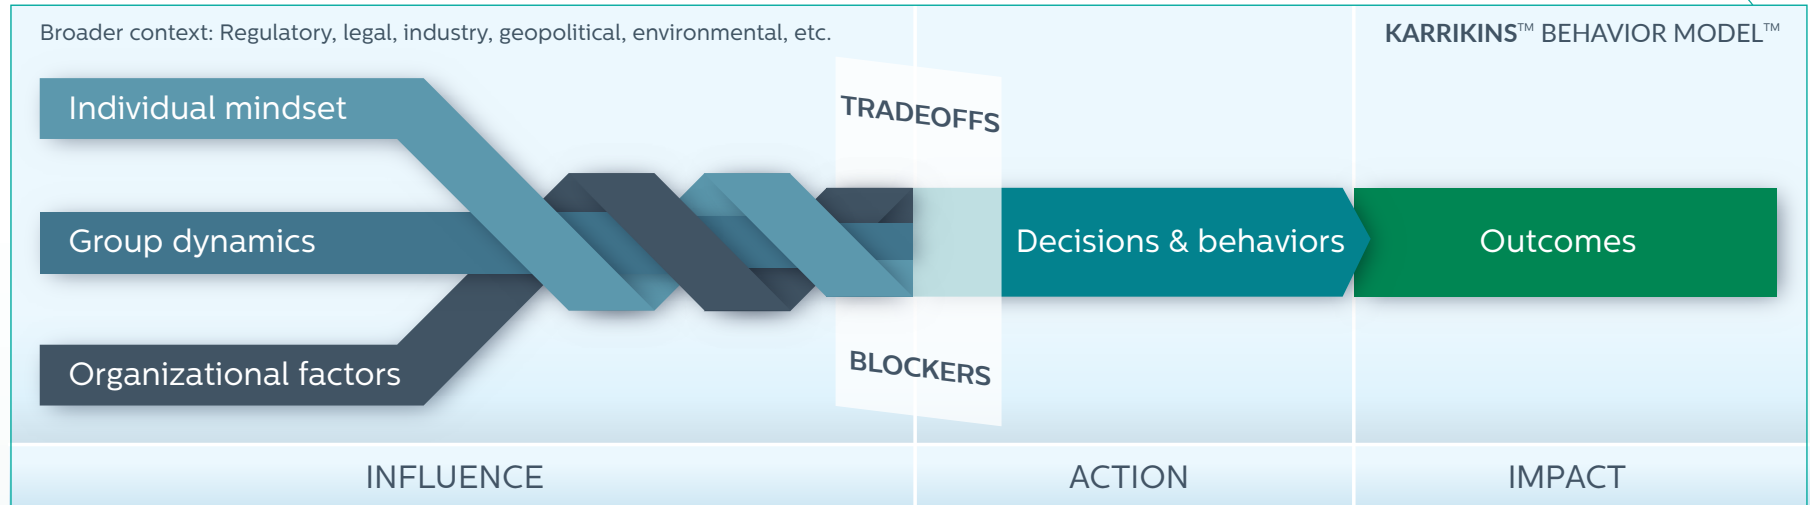 Broader context: Regulatory, legal, industry, geopolitical, environmental, etc.
KARRIKINS™ BEHAVIOR MODEL™
Individual mindset
TRADEOFFS
Group dynamics
Decisions & behaviors
Outcomes
Organizational factors
BLOCKERS
INFLUENCE
ACTION
IMPACT